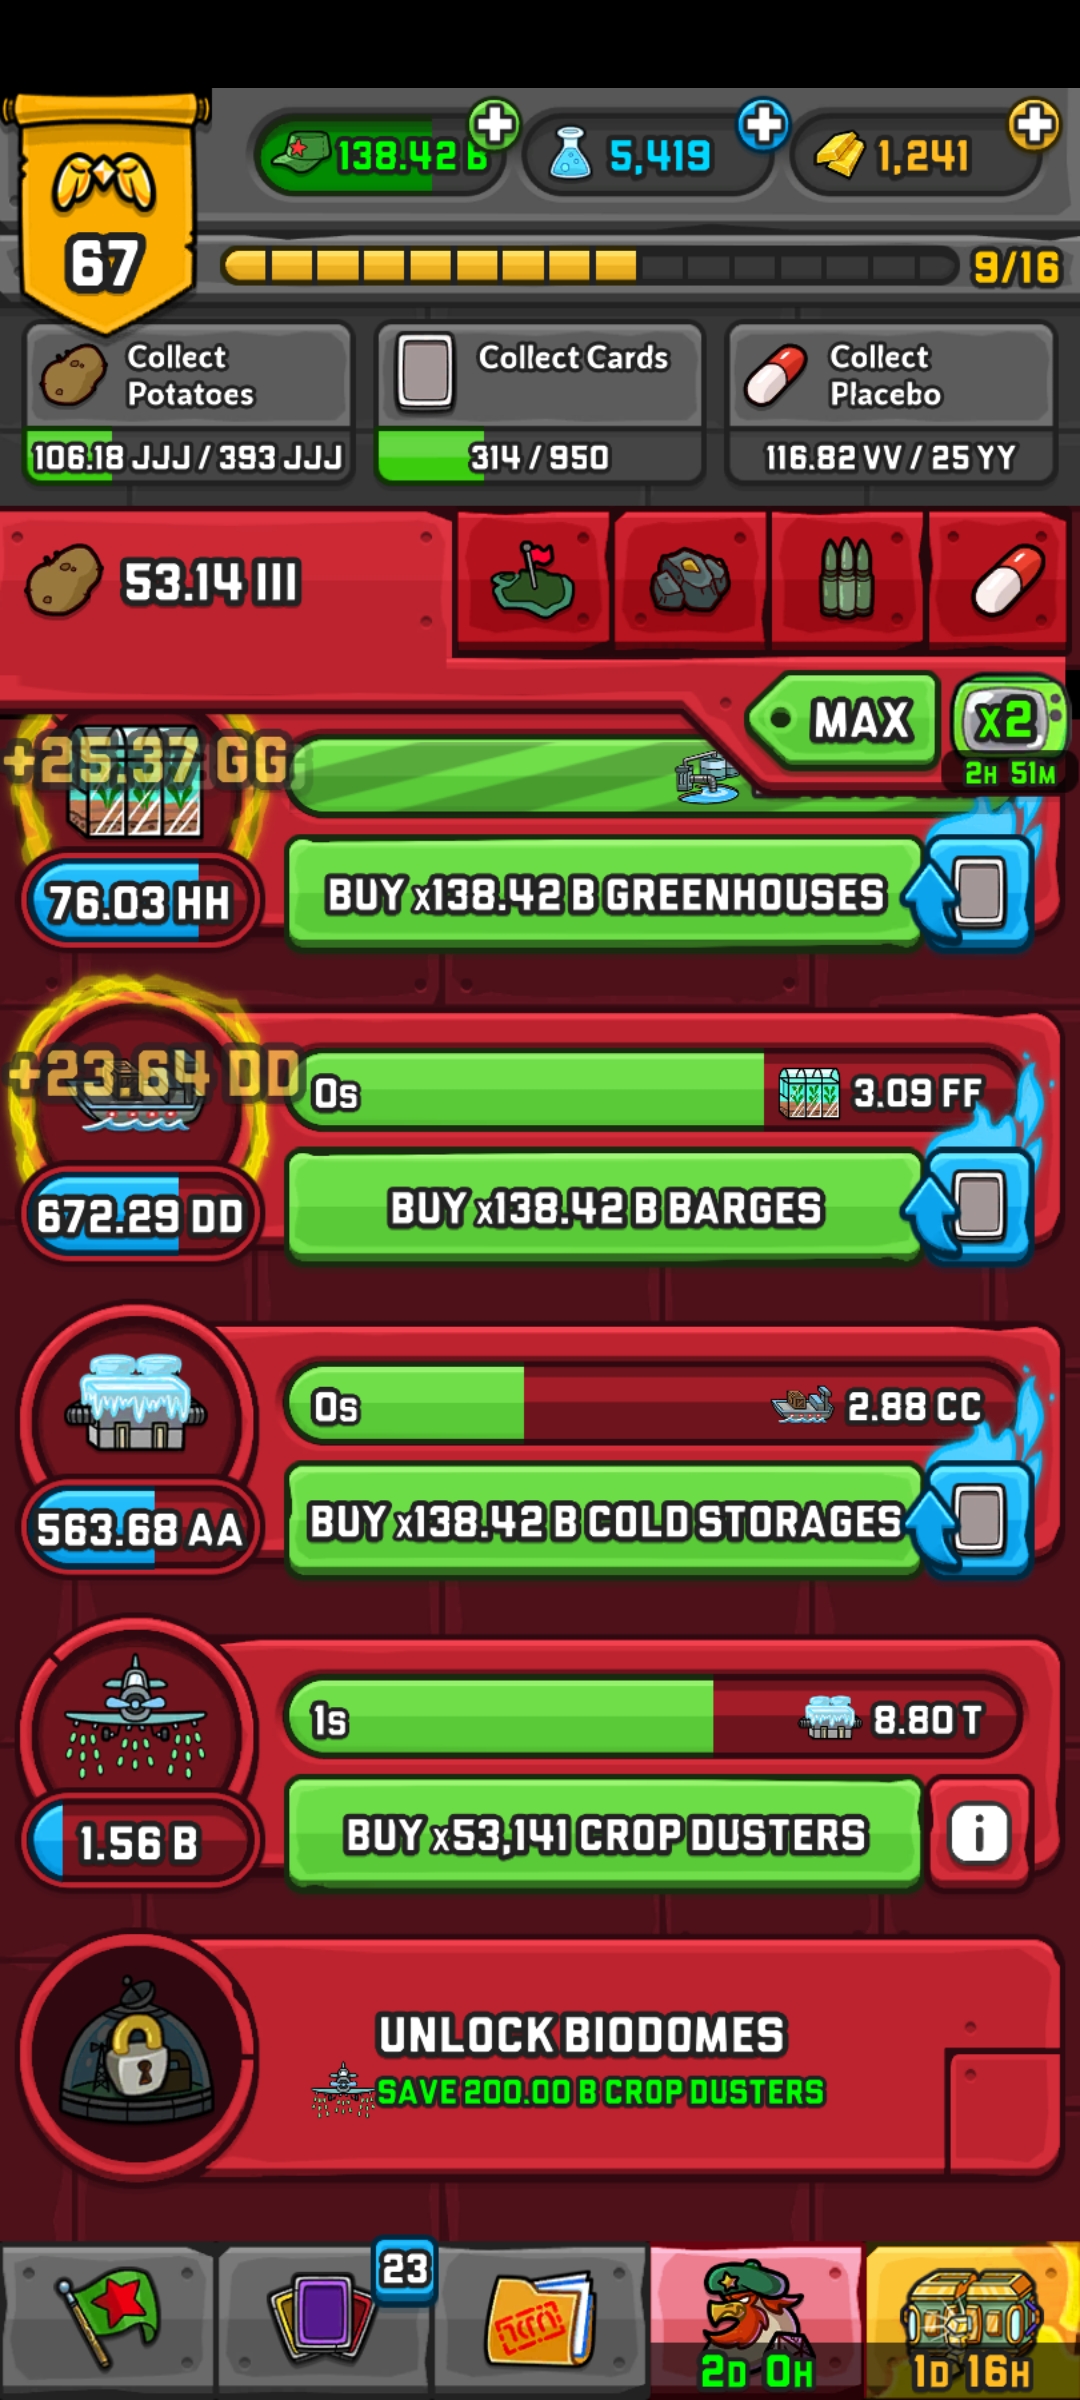 138.42 B
5,419
1,241
67
9/16
Collect Potatoes
106.18 JJJ / 393 JJJ
Collect Cards
314 / 950
Collect Placebo
116.82 VV / 25 YY
53.14 III
MAX
x2
2H 51M
+25.37 GG
76.03 HH
BUY x138.42 B GREENHOUSES
+23.64 DD
0s
3.09 FF
672.29 DD
BUY x138.42 B BARGES
0s
2.88 CC
563.68 AA
BUY x138.42 B COLD STORAGES
1s
8.80 T
1.56 B
BUY x53,141 CROP DUSTERS
i
UNLOCK BIODOMES
SAVE 200.00 B CROP DUSTERS
23
2D 0H
1D 16H